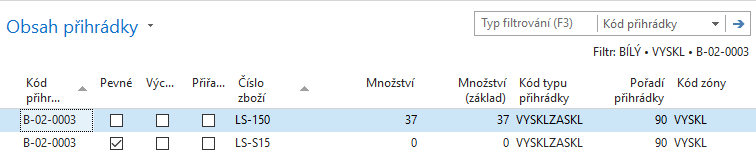 Obsah přihrádky
Typ filtrování (F3) Kód přihrádky
Filtr: BÍLÝ • VYSKL • B-02-0003
Kód přihr... Pevné Výc... Přiřa... Číslo zboží Množství Množství (základ) Kód typu přihrádky Pořadí přihrádky Kód zóny
B-02-0003 LS-150 37 37 VYSKLZASKL 90 VYSKL
B-02-0003 LS-S15 0 0 VYSKLZASKL 90 VYSKL